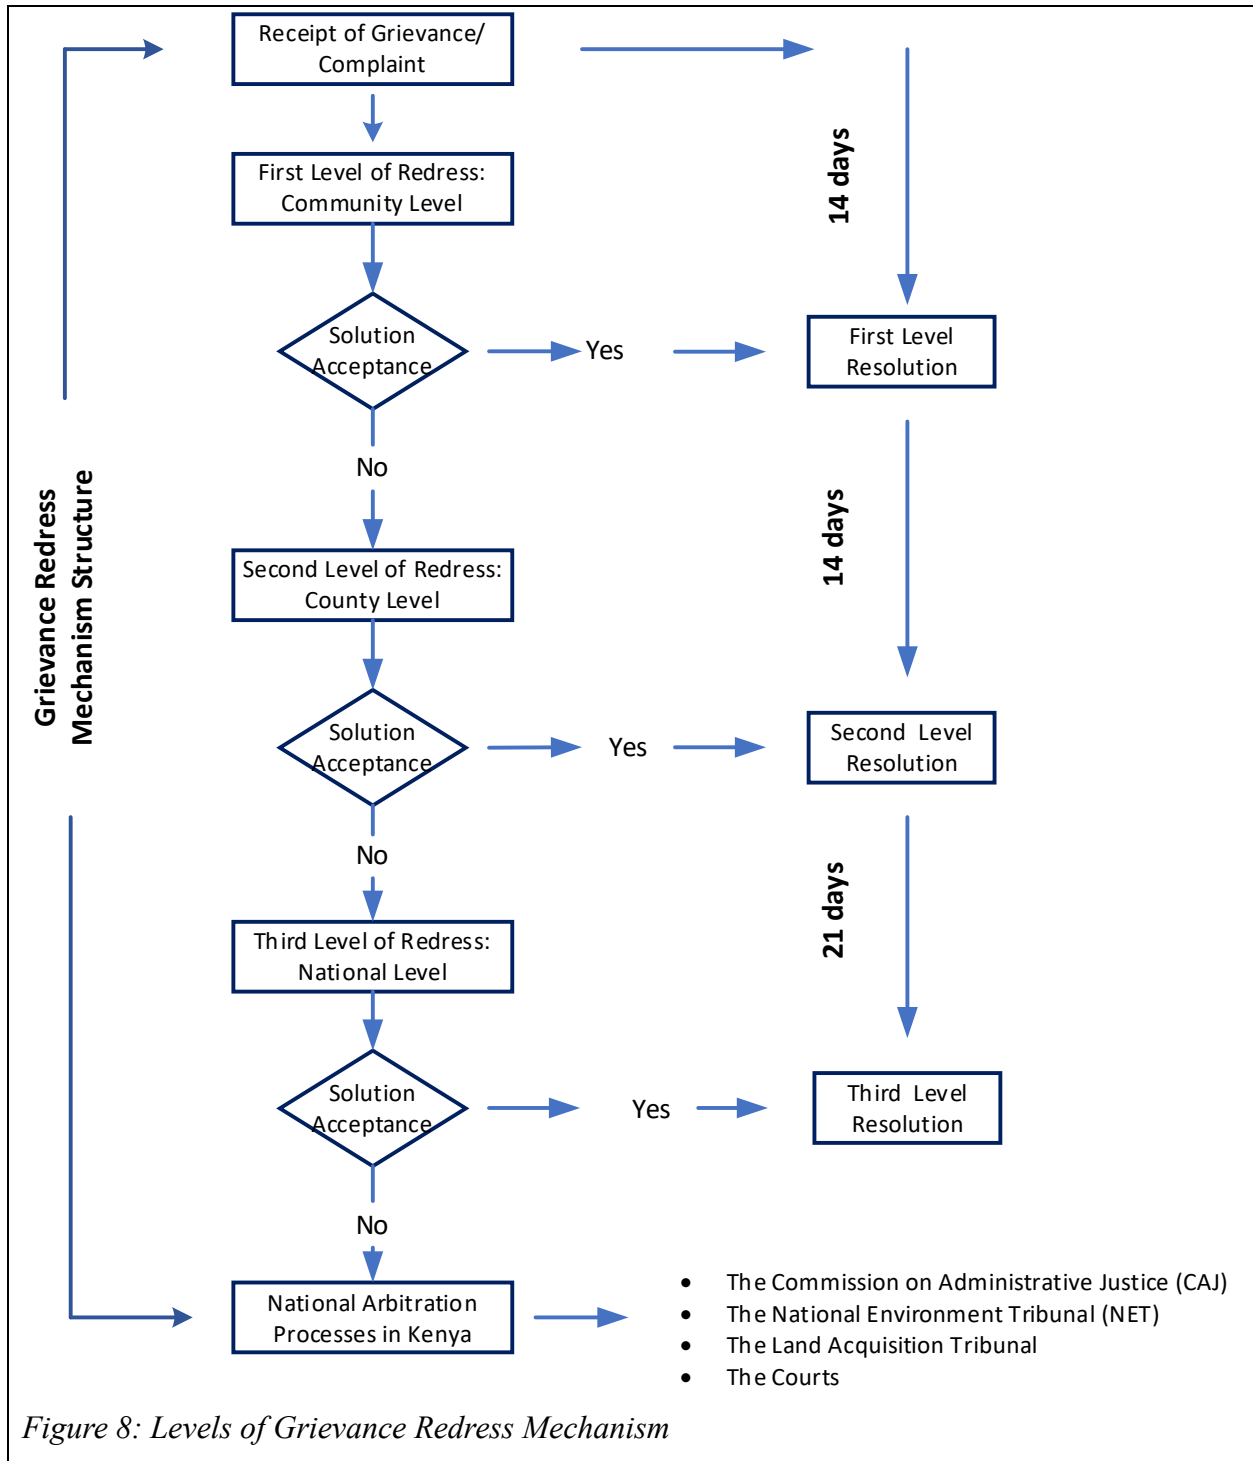 Receipt of Grievance/
Complaint
First Level of Redress:
Community Level
14 days
Solution
Acceptance
Yes
First Level
Resolution
No
Grievance Redress
Mechanism Structure
14 days
Second Level of Redress:
County Level
Solution
Acceptance
Yes
Second Level
Resolution
No
21 days
Third Level of Redress:
National Level
Solution
Acceptance
Yes
Third Level
Resolution
No
National Arbitration
Processes in Kenya
• The Commission on Administrative Justice (CAJ)
• The National Environment Tribunal (NET)
• The Land Acquisition Tribunal
• The Courts
Figure 8: Levels of Grievance Redress Mechanism